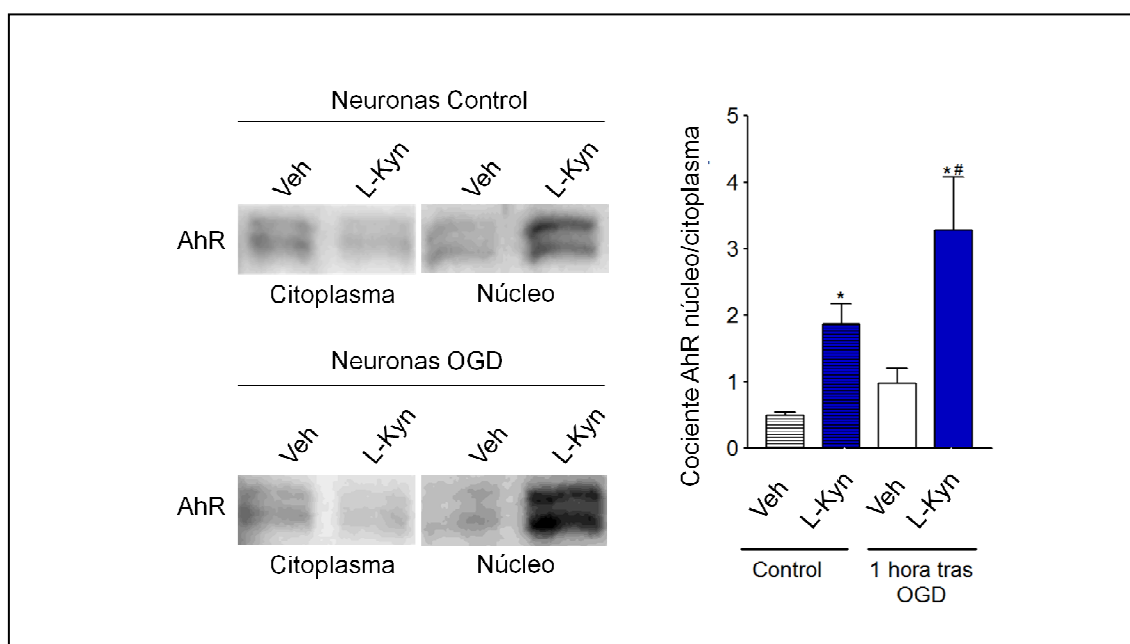 Neuronas Control
Veh L-Kyn Veh L-Kyn
AhR
Citoplasma Núcleo
Neuronas OGD
Veh L-Kyn Veh L-Kyn
AhR
Citoplasma Núcleo
Cociente AhR núcleo/citoplasma
5
4
3
2
1
0
*
*#
Veh L-Kyn Veh L-Kyn
Control 1 hora tras
OGD